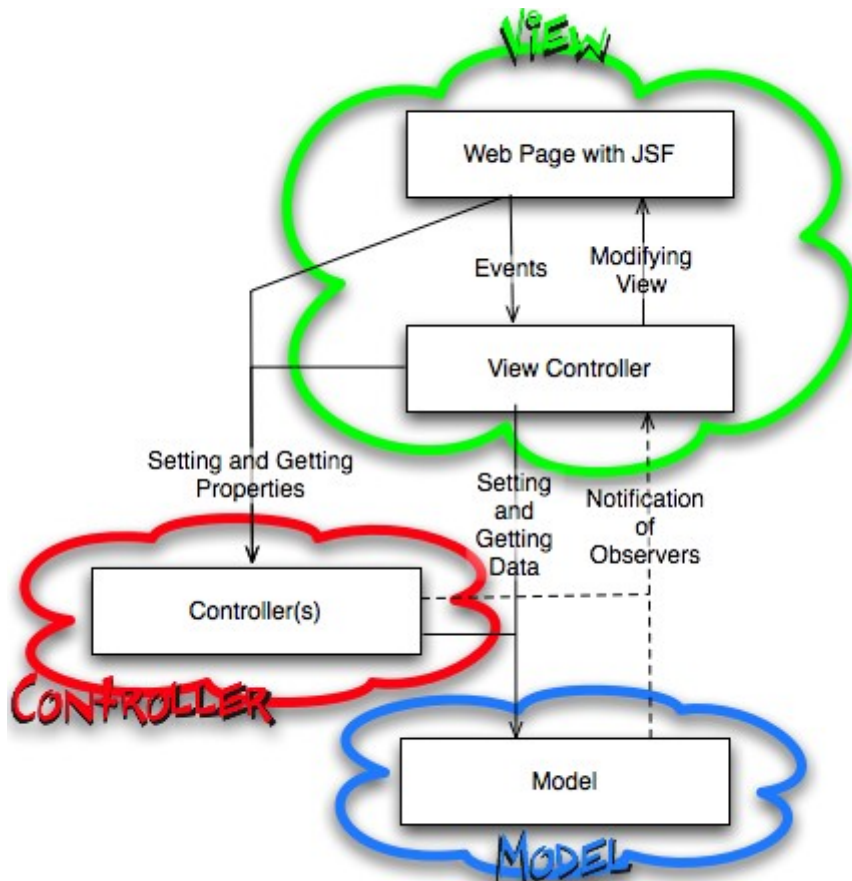 View
Web Page with JSF
Events
Modifying
View
View Controller
Setting and Getting
Properties
Setting
and
Getting
Data
Notification
of
Observers
Controller(s)
CONTROLLER
Model
MODEL